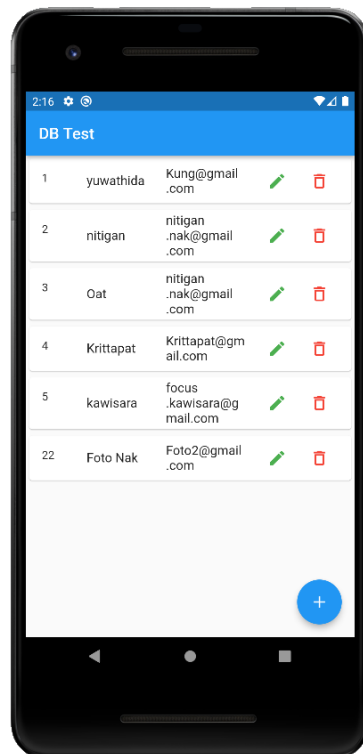 2:16
DB Test
1 yuwathida Kung@gmail
.com
2 nitigan nitigan
.nak@gmail
.com
3 Oat nitigan
.nak@gmail
.com
4 Krittapat Krittapat@gm
ail.com
5 kawisara focus
.kawisara@g
mail.com
22 Foto Nak Foto2@gmail
.com